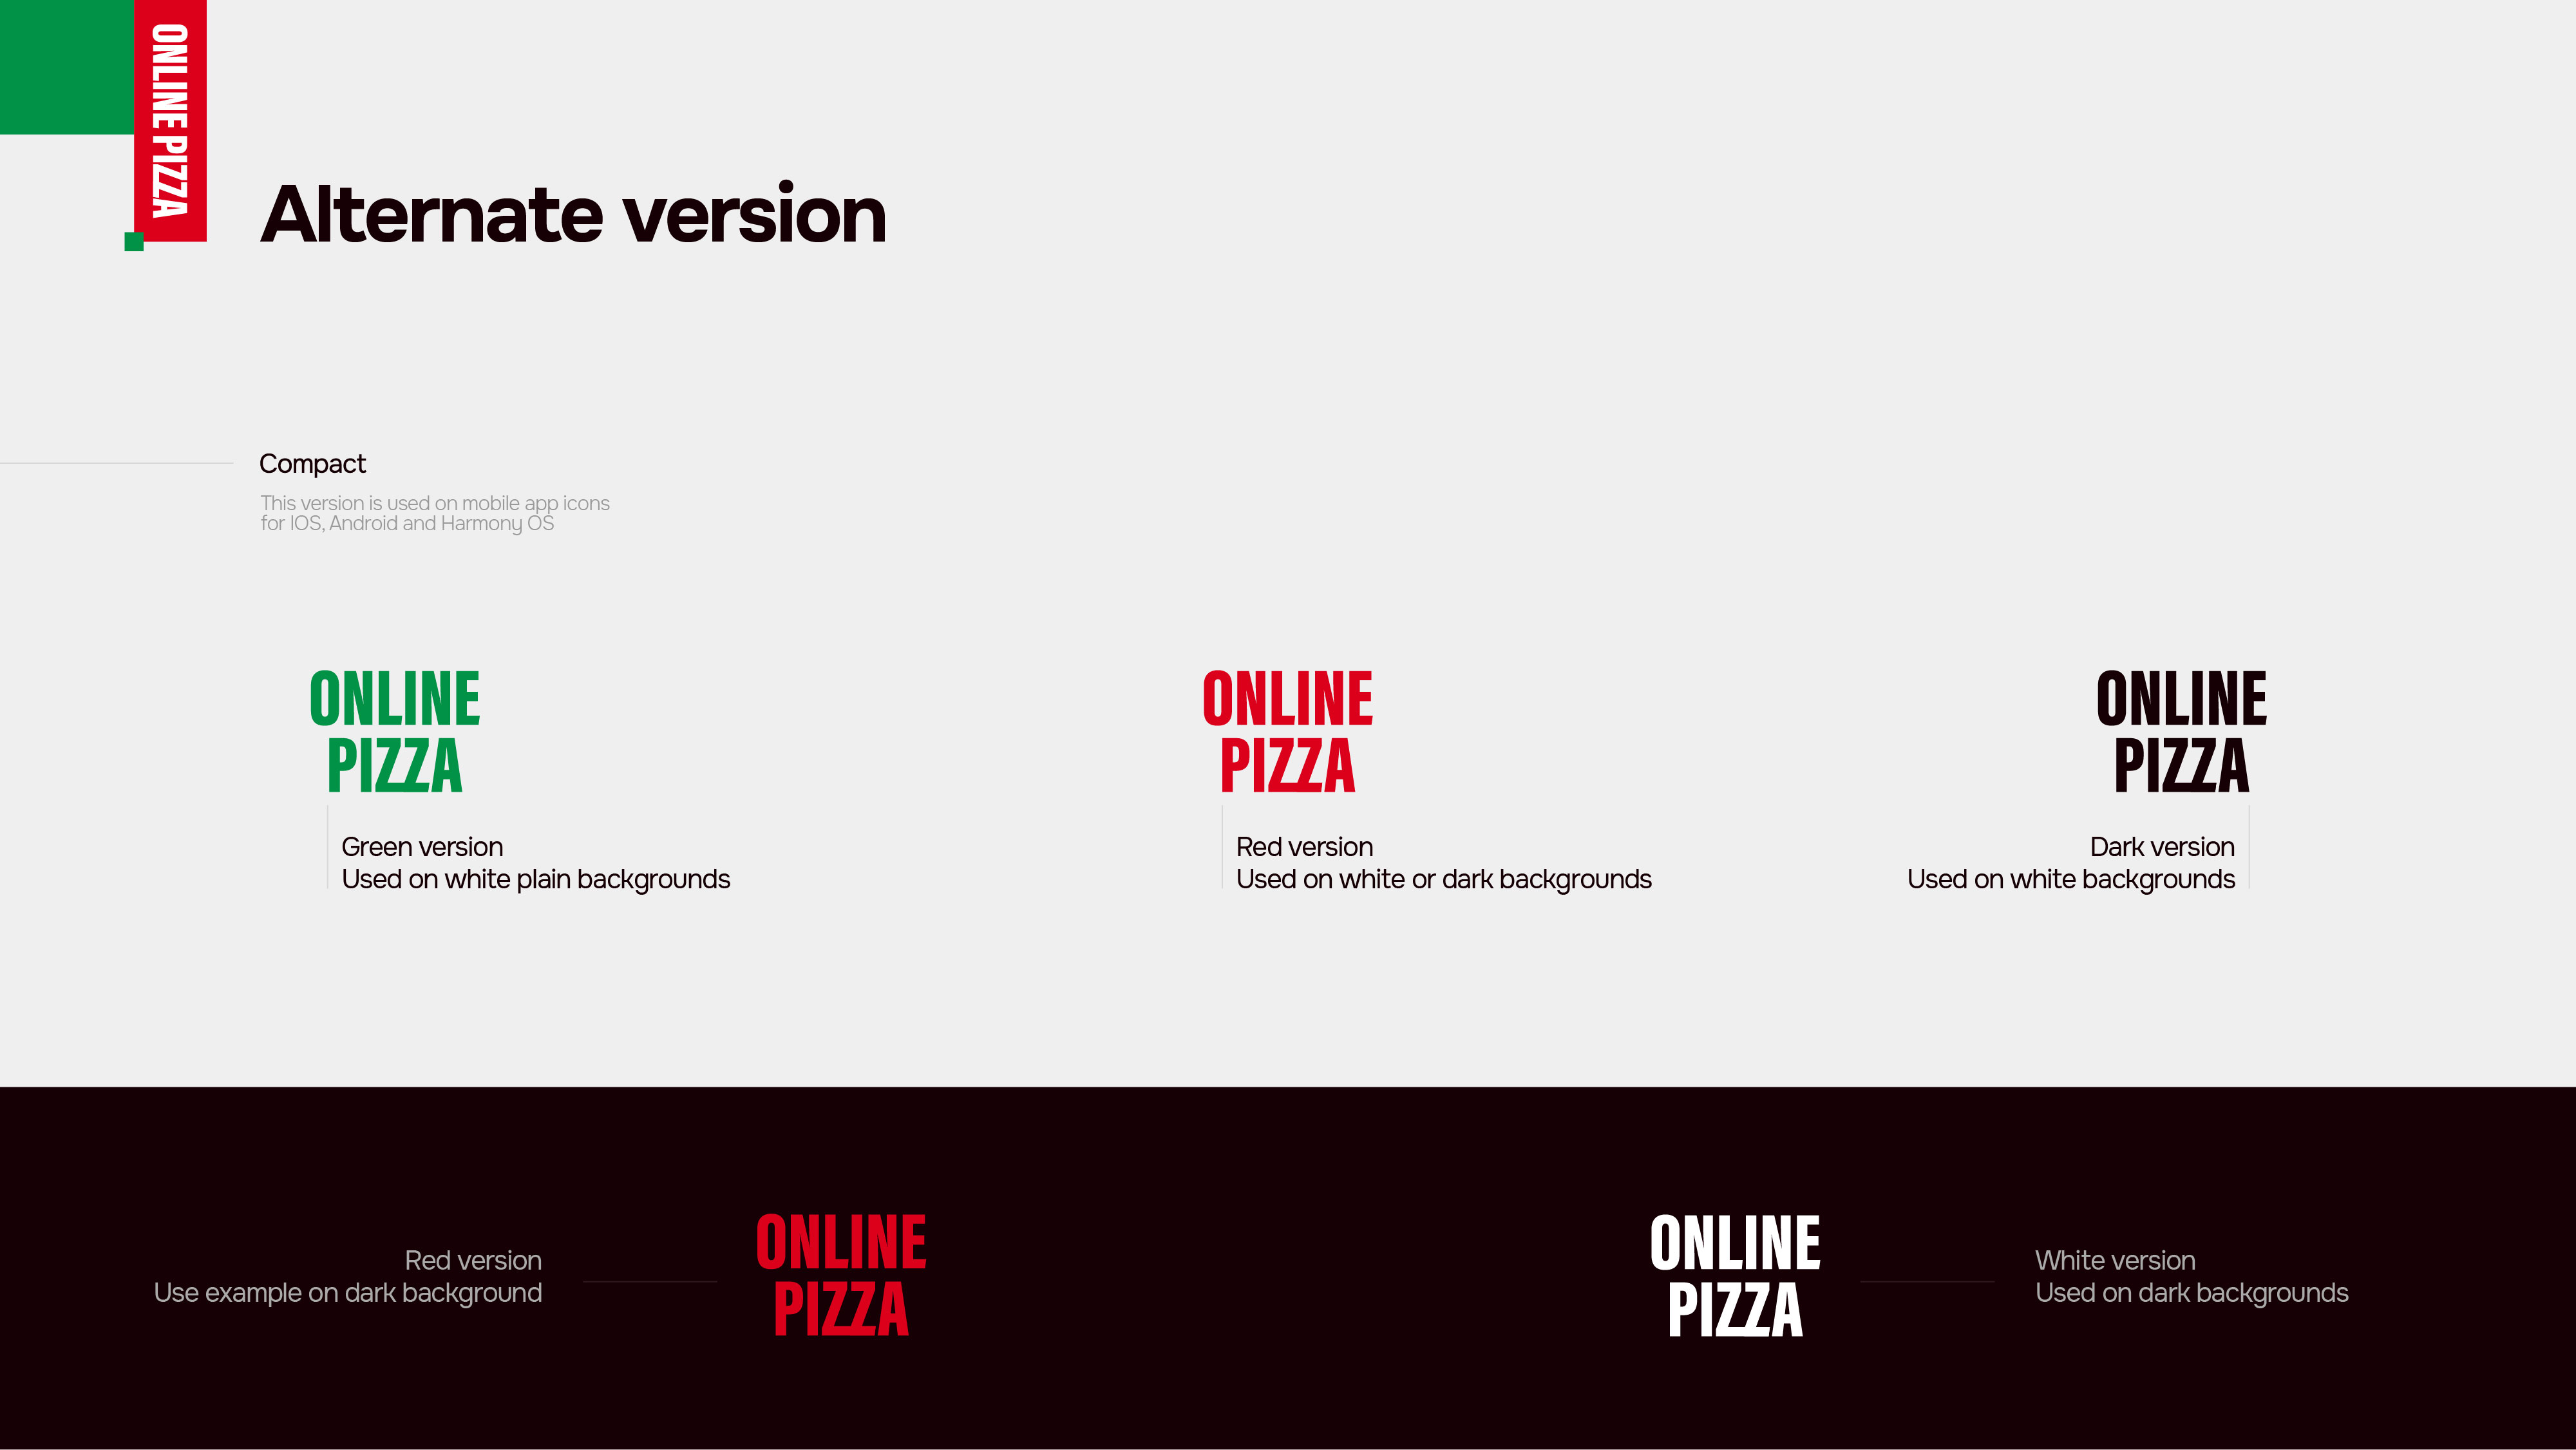 ONLINE PIZZA
Alternate version
Compact
This version is used on mobile app icons
for IOS, Android and Harmony OS
ONLINE
PIZZA
Green version
Used on white plain backgrounds
ONLINE
PIZZA
Red version
Used on white or dark backgrounds
ONLINE
PIZZA
Dark version
Used on white backgrounds
Red version
Use example on dark background
ONLINE
PIZZA
ONLINE
PIZZA
White version
Used on dark backgrounds